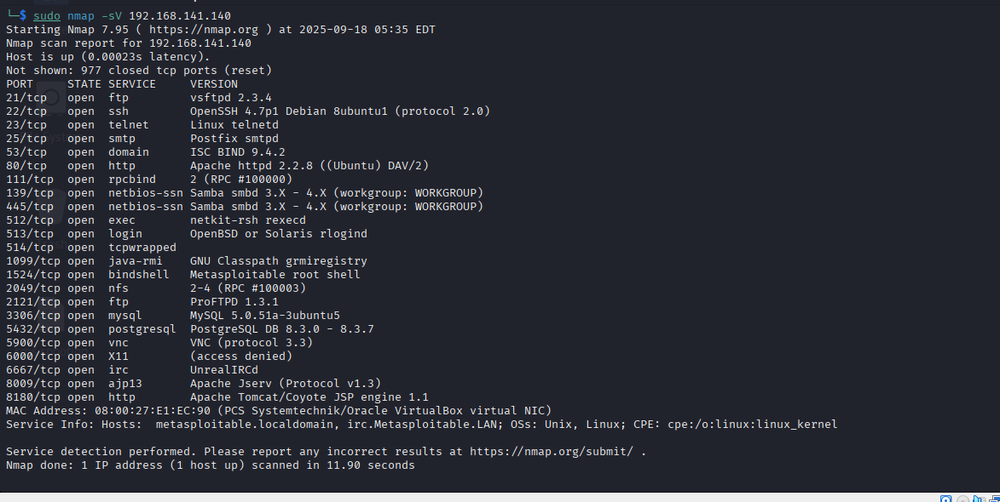 └─$ sudo nmap -sV 192.168.141.140
Starting Nmap 7.95 ( https://nmap.org ) at 2025-09-18 05:35 EDT
Nmap scan report for 192.168.141.140
Host is up (0.00023s latency).
Not shown: 977 closed tcp ports (reset)
PORT     STATE SERVICE     VERSION
21/tcp   open  ftp         vsftpd 2.3.4
22/tcp   open  ssh         OpenSSH 4.7p1 Debian 8ubuntu1 (protocol 2.0)
23/tcp   open  telnet      Linux telnetd
25/tcp   open  smtp        Postfix smtpd
53/tcp   open  domain      ISC BIND 9.4.2
80/tcp   open  http        Apache httpd 2.2.8 ((Ubuntu) DAV/2)
111/tcp  open  rpcbind     2 (RPC #100000)
139/tcp  open  netbios-ssn Samba smbd 3.X - 4.X (workgroup: WORKGROUP)
445/tcp  open  netbios-ssn Samba smbd 3.X - 4.X (workgroup: WORKGROUP)
512/tcp  open  exec        netkit-rsh rexecd
513/tcp  open  login       OpenBSD or Solaris rlogind
514/tcp  open  tcpwrapped
1099/tcp open  java-rmi    GNU Classpath grmiregistry
1524/tcp open  bindshell   Metasploitable root shell
2049/tcp open  nfs         2-4 (RPC #100003)
2121/tcp open  ftp         ProFTPD 1.3.1
3306/tcp open  mysql       MySQL 5.0.51a-3ubuntu5
5432/tcp open  postgresql  PostgreSQL DB 8.3.0 - 8.3.7
5900/tcp open  vnc         VNC (protocol 3.3)
6000/tcp open  X11         (access denied)
6667/tcp open  irc         UnrealIRCd
8009/tcp open  ajp13       Apache Jserv (Protocol v1.3)
8180/tcp open  http        Apache Tomcat/Coyote JSP engine 1.1
MAC Address: 08:00:27:E1:EC:90 (PCS Systemtechnik/Oracle VirtualBox virtual NIC)
Service Info: Hosts:  metasploitable.localdomain, irc.Metasploitable.LAN; OSs: Unix, Linux; CPE: cpe:/o:linux:linux_kernel

Service detection performed. Please report any incorrect results at https://nmap.org/submit/ .
Nmap done: 1 IP address (1 host up) scanned in 11.90 seconds